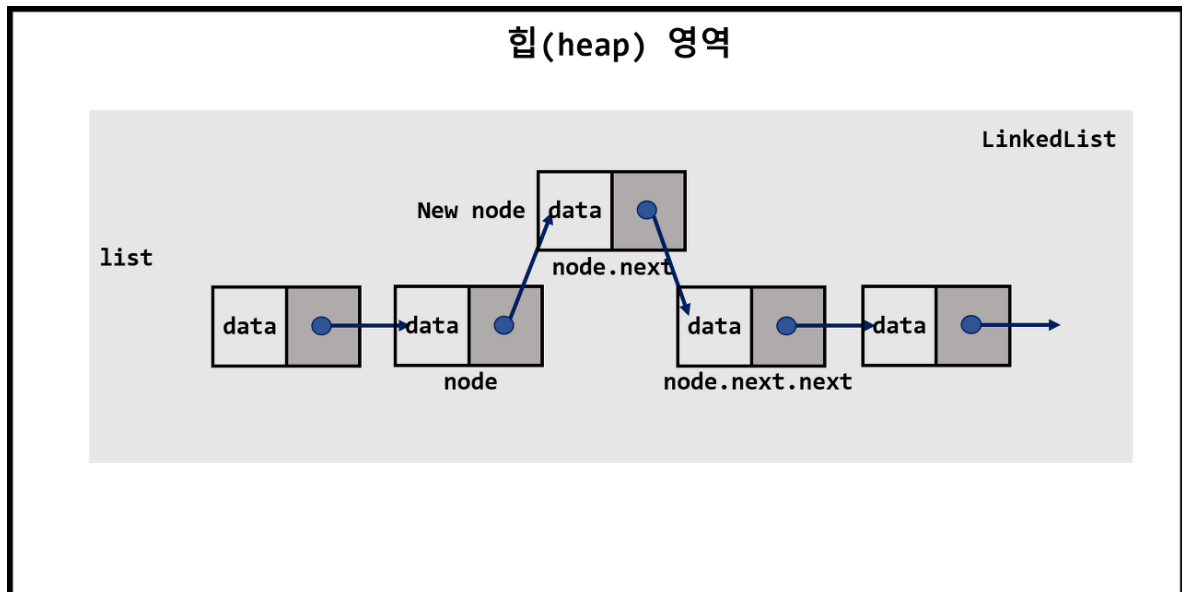 힙(heap) 영역
LinkedList
New node
data
node.next
list
data
data
data
data
node
node.next.next